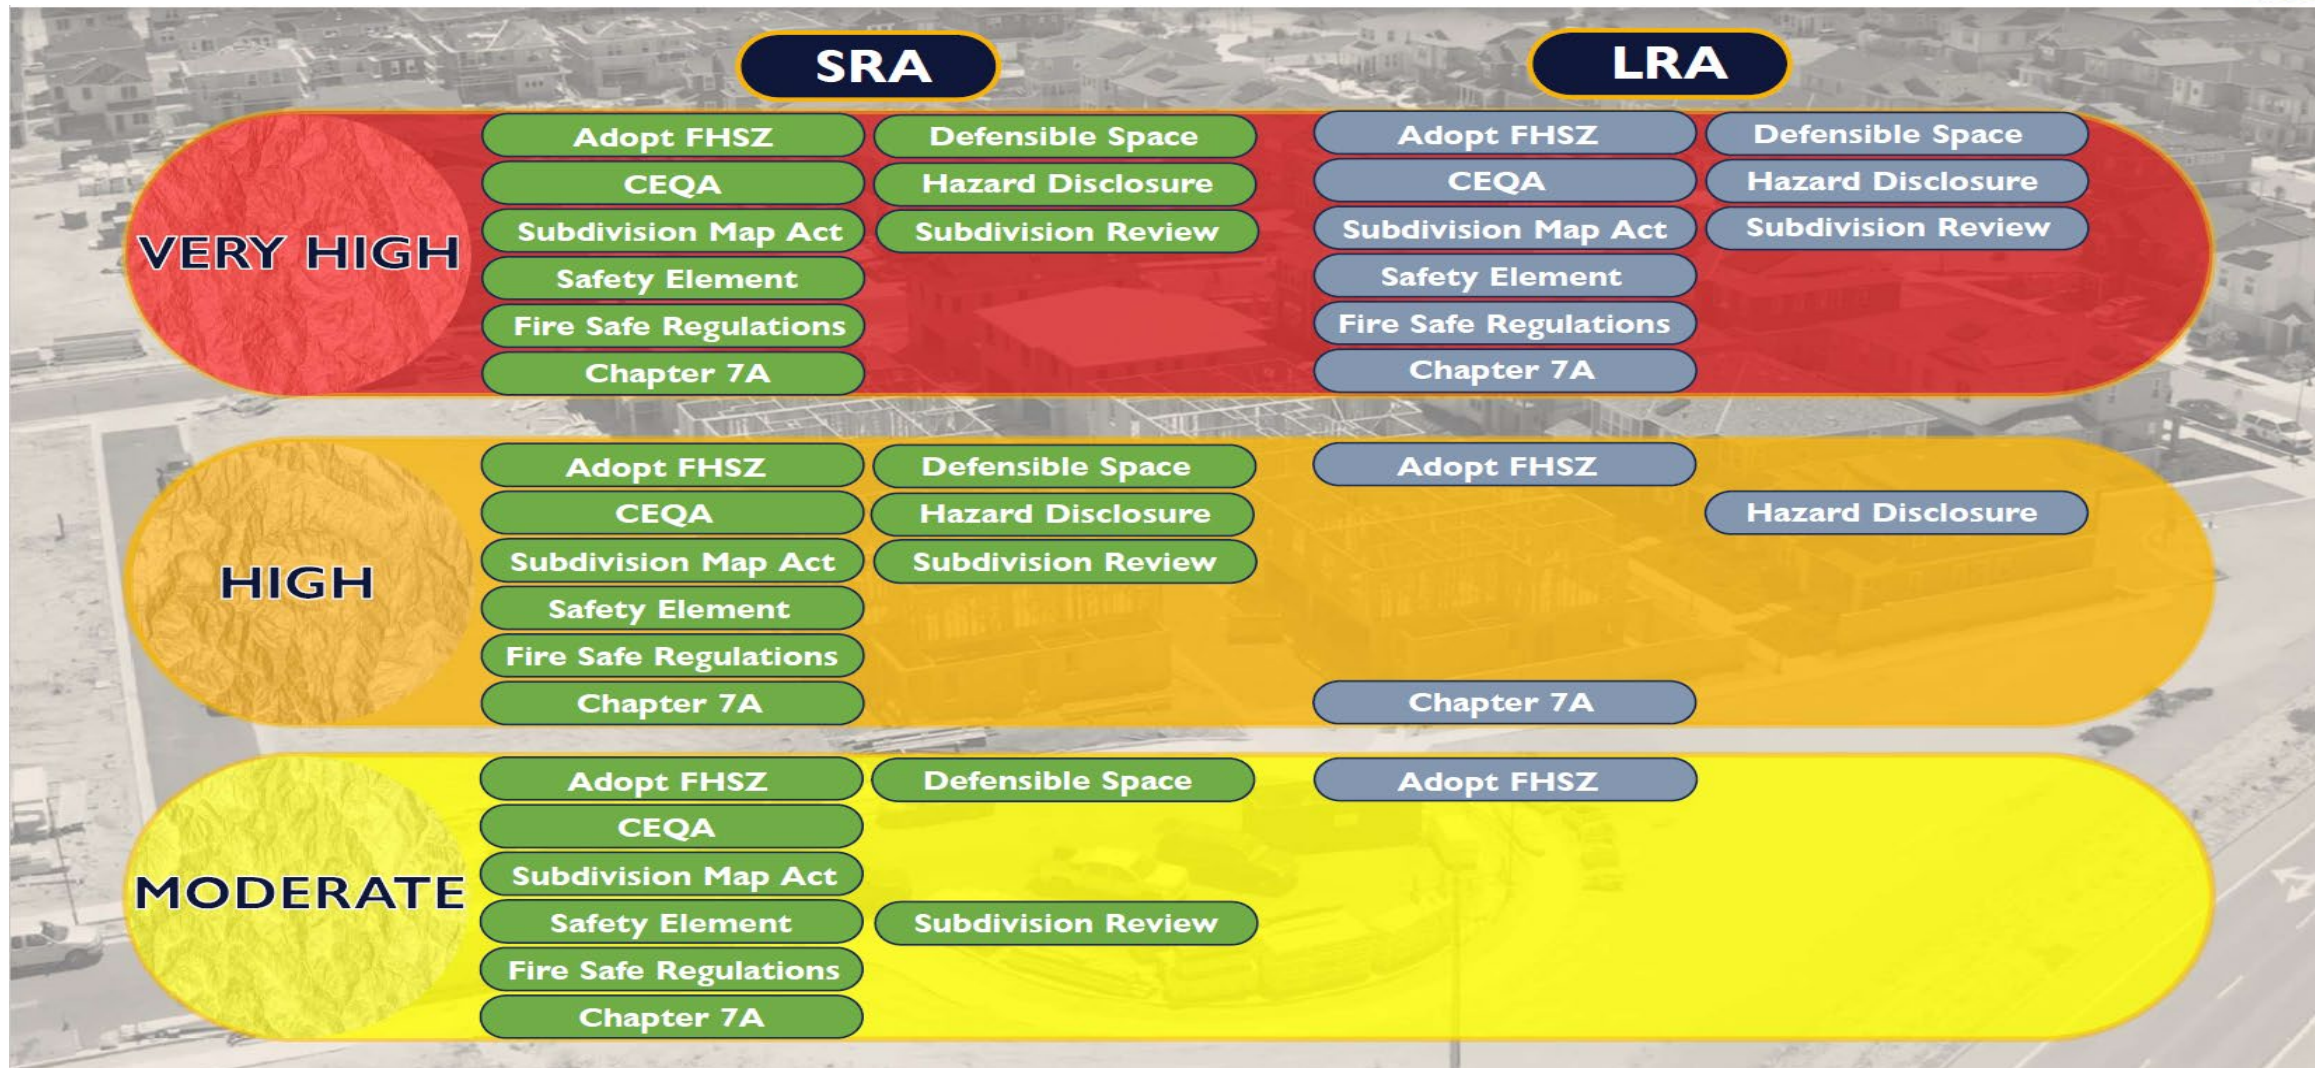 SRA
LRA
VERY HIGH
Adopt FHSZ
Defensible Space
CEQA
Hazard Disclosure
Subdivision Map Act
Subdivision Review
Safety Element
Fire Safe Regulations
Chapter 7A
Adopt FHSZ
Defensible Space
CEQA
Hazard Disclosure
Subdivision Map Act
Subdivision Review
Safety Element
Fire Safe Regulations
Chapter 7A
HIGH
Adopt FHSZ
Defensible Space
CEQA
Hazard Disclosure
Subdivision Map Act
Subdivision Review
Safety Element
Fire Safe Regulations
Chapter 7A
Adopt FHSZ
Hazard Disclosure
Chapter 7A
MODERATE
Adopt FHSZ
Defensible Space
CEQA
Subdivision Map Act
Safety Element
Subdivision Review
Fire Safe Regulations
Chapter 7A
Adopt FHSZ